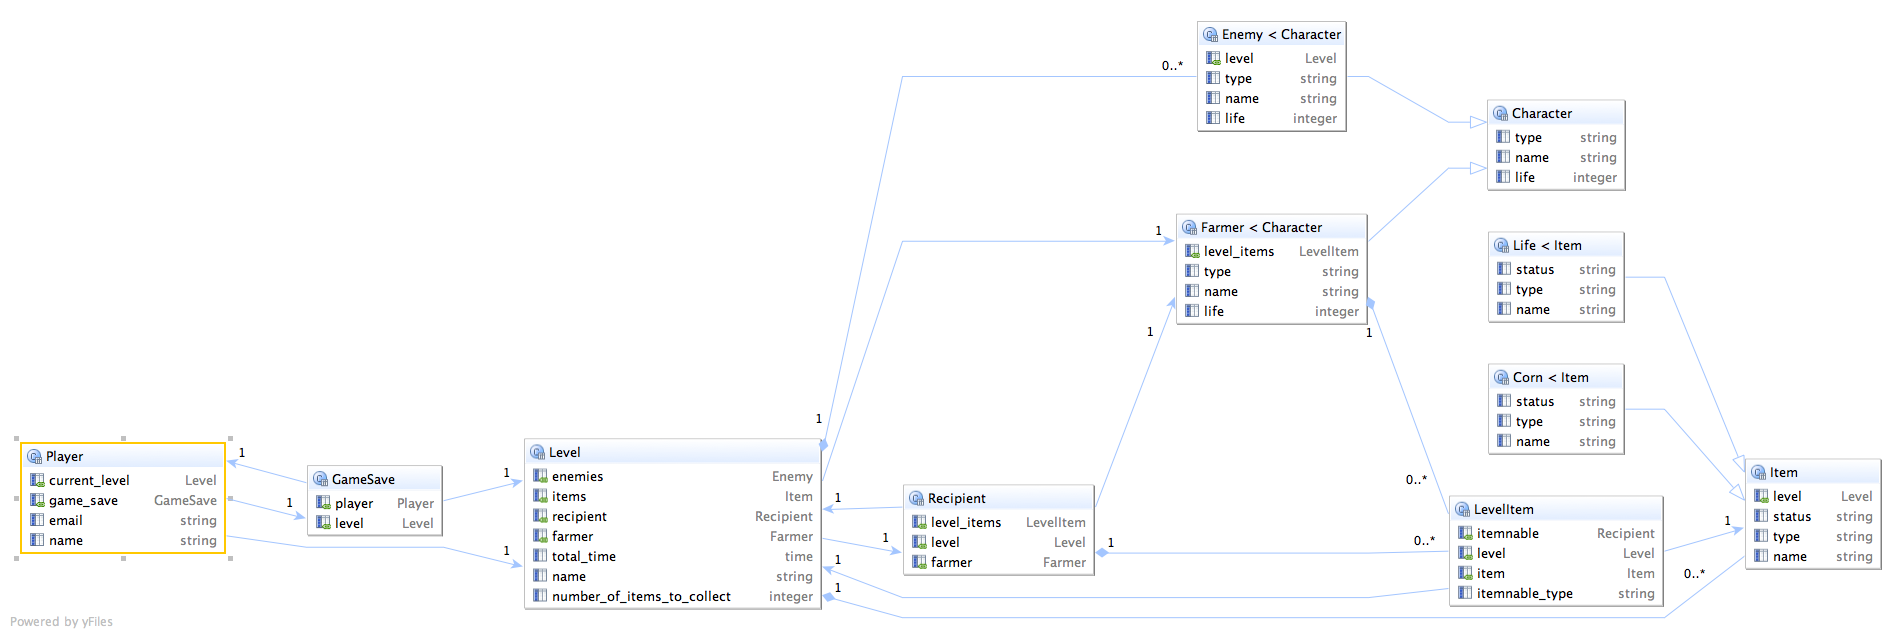 Enemy < Character
level Level
type string
name string
life integer
0..*
Character
type string
name string
life integer
Farmer < Character
level_items LevelItem
type string
name string
life integer
1
1
1
Life < Item
status string
type string
name string
Corn < Item
status string
type string
name string
Player
current_level Level
game_save GameSave
email string
name string
1
1
1
GameSave
player Player
level Level
1
1
Level
enemies Enemy
items Item
recipient Recipient
farmer Farmer
total_time time
name string
number_of_items_to_collect integer
1
1
1
1
Recipient
level_items LevelItem
level Level
farmer Farmer
1
0..*
0..*
LevelItem
itemnable Recipient
level Level
item Item
itemnable_type string
1
0..*
Item
level Level
status string
type string
name string
Powered by yFiles